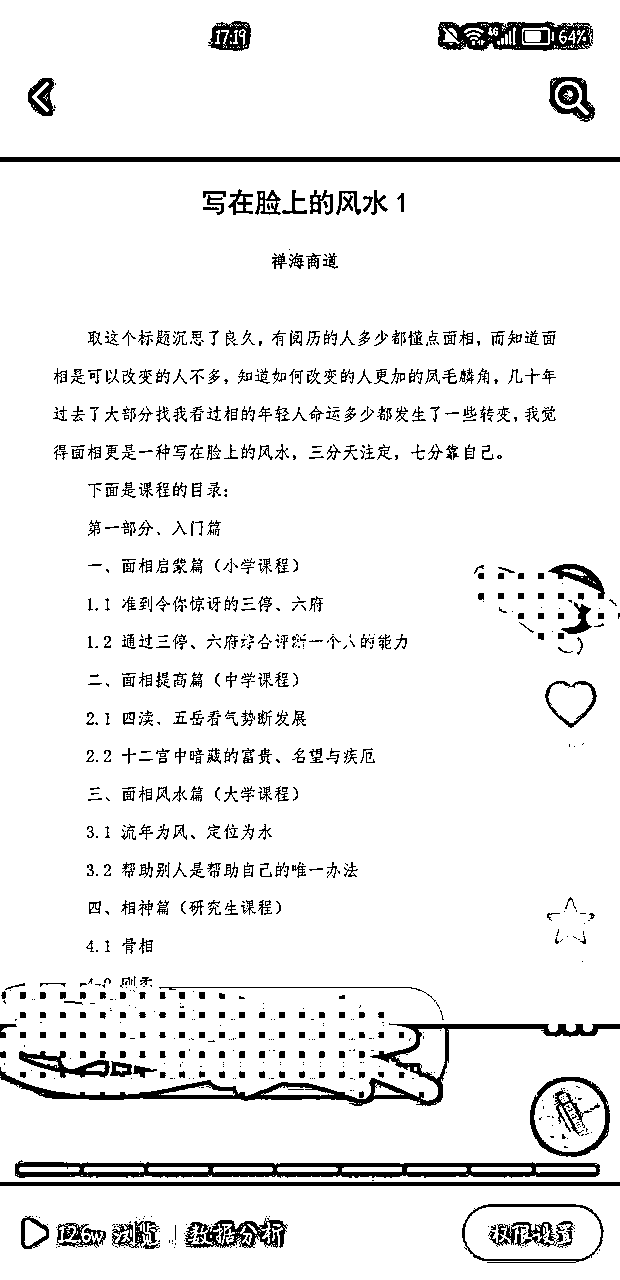 17:19
4G
64%
写在脸上的风水 1
禅海商道
取这个标题沉思了良久，有阅历的人多少都懂点面相，而知道面
相是可以改变的人不多，知道如何改变的人更加的凤毛麟角，几十年
过去了大部分找我看过相的年轻人命运多少都发生了一些转变，我觉
得面相更是一种写在脸上的风水，三分天注定，七分靠自己。
下面是课程的目录：
第一部分、入门篇
一、面相启蒙篇（小学课程）
1.1 准到令你惊讶的三停、六府
1.2 通过三停、六府综合评断一个人的能力
二、面相提高篇（中学课程）
2.1 四渎、五岳看气势断发展
2.2 十二宫中暗藏的富贵、名望与疾厄
三、面相风水篇（大学课程）
3.1 流年为风、定位为水
3.2 帮助别人是帮助自己的唯一办法
四、相神篇（研究生课程）
4.1 骨相
12.6w 浏览 | 数据分析
权限设置